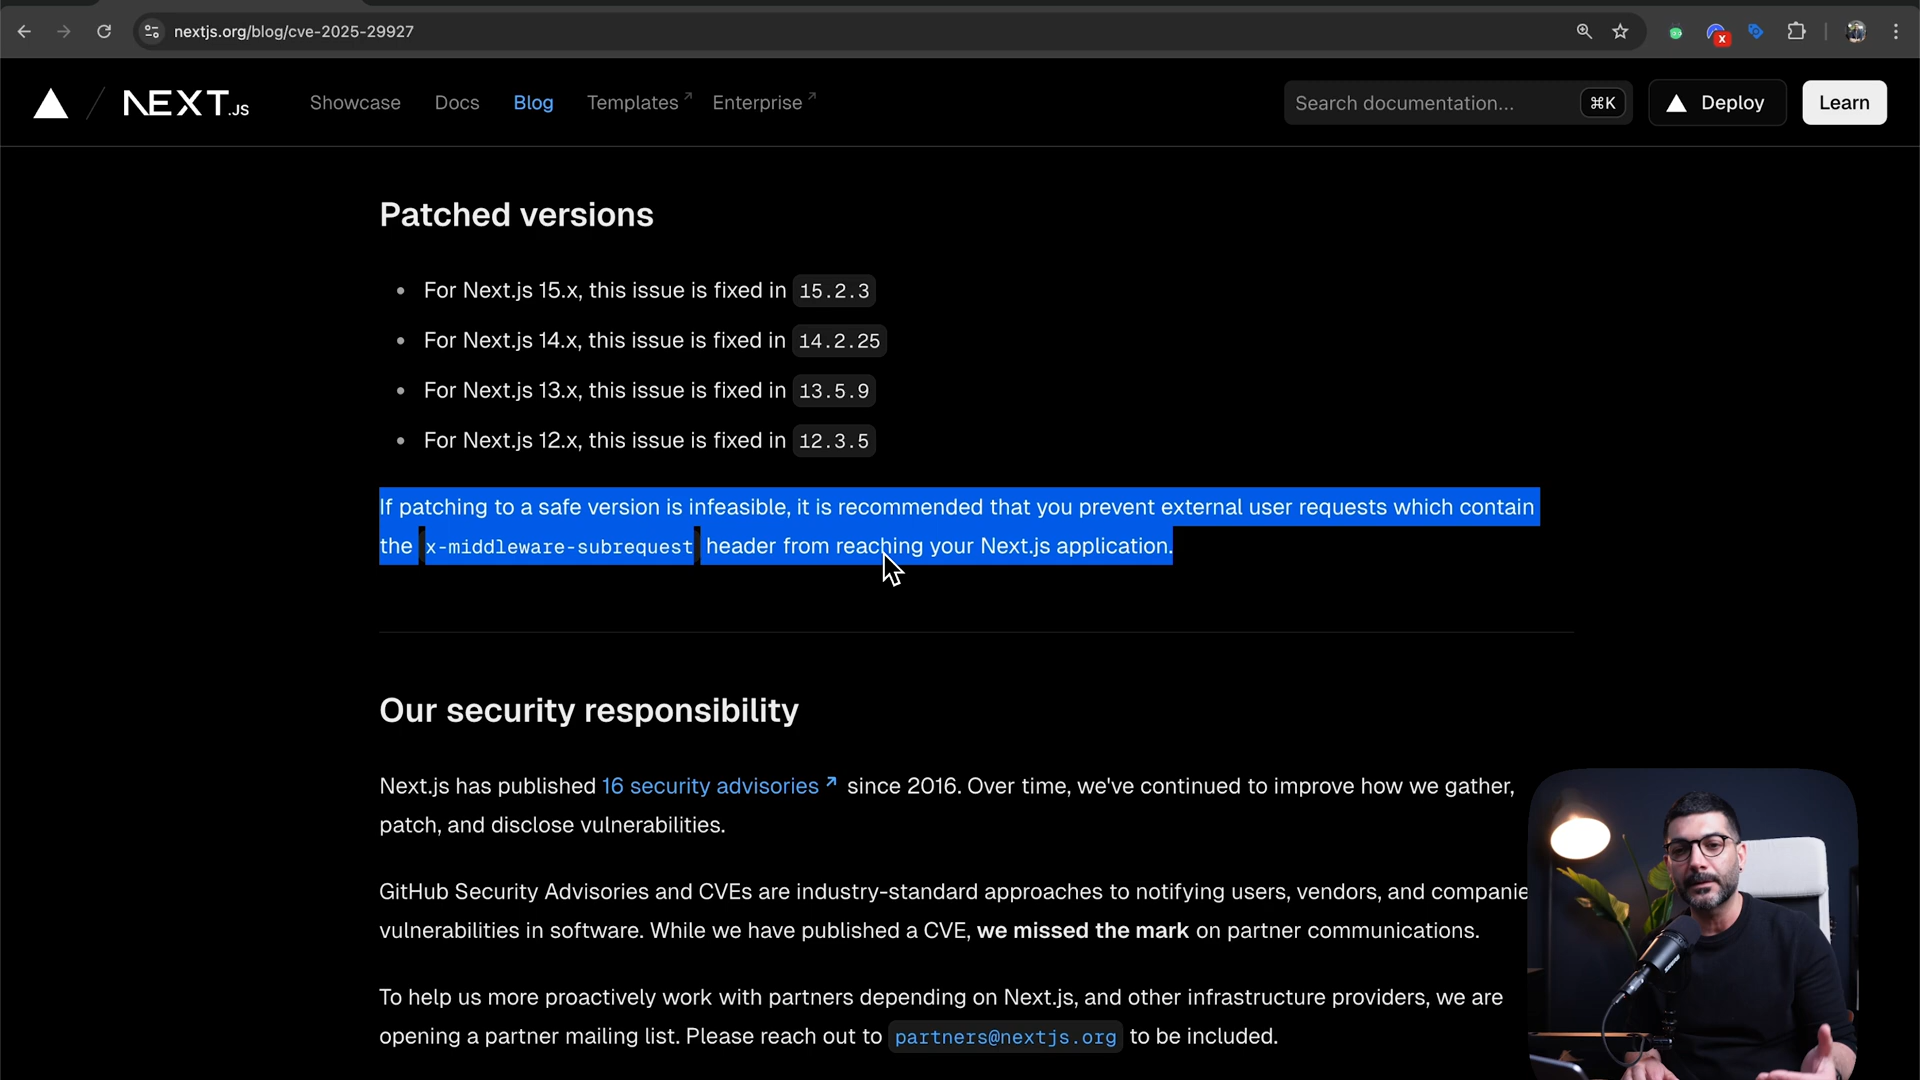 nextjs.org/blog/cve-2025-29927
x
NEXT.JS
Showcase
Docs
Blog
Templates
Enterprise
Search documentation...
⌘K
Deploy
Learn
Patched versions
For Next.js 15.x, this issue is fixed in 15.2.3
For Next.js 14.x, this issue is fixed in 14.2.25
For Next.js 13.x, this issue is fixed in 13.5.9
For Next.js 12.x, this issue is fixed in 12.3.5
If patching to a safe version is infeasible, it is recommended that you prevent external user requests which contain
the x-middleware-subrequest header from reaching your Next.js application.
Our security responsibility
Next.js has published 16 security advisories since 2016. Over time, we've continued to improve how we gather,
patch, and disclose vulnerabilities.
GitHub Security Advisories and CVEs are industry-standard approaches to notifying users, vendors, and companie
vulnerabilities in software. While we have published a CVE, we missed the mark on partner communications.
To help us more proactively work with partners depending on Next.js, and other infrastructure providers, we are
opening a partner mailing list. Please reach out to partners@nextjs.org to be included.